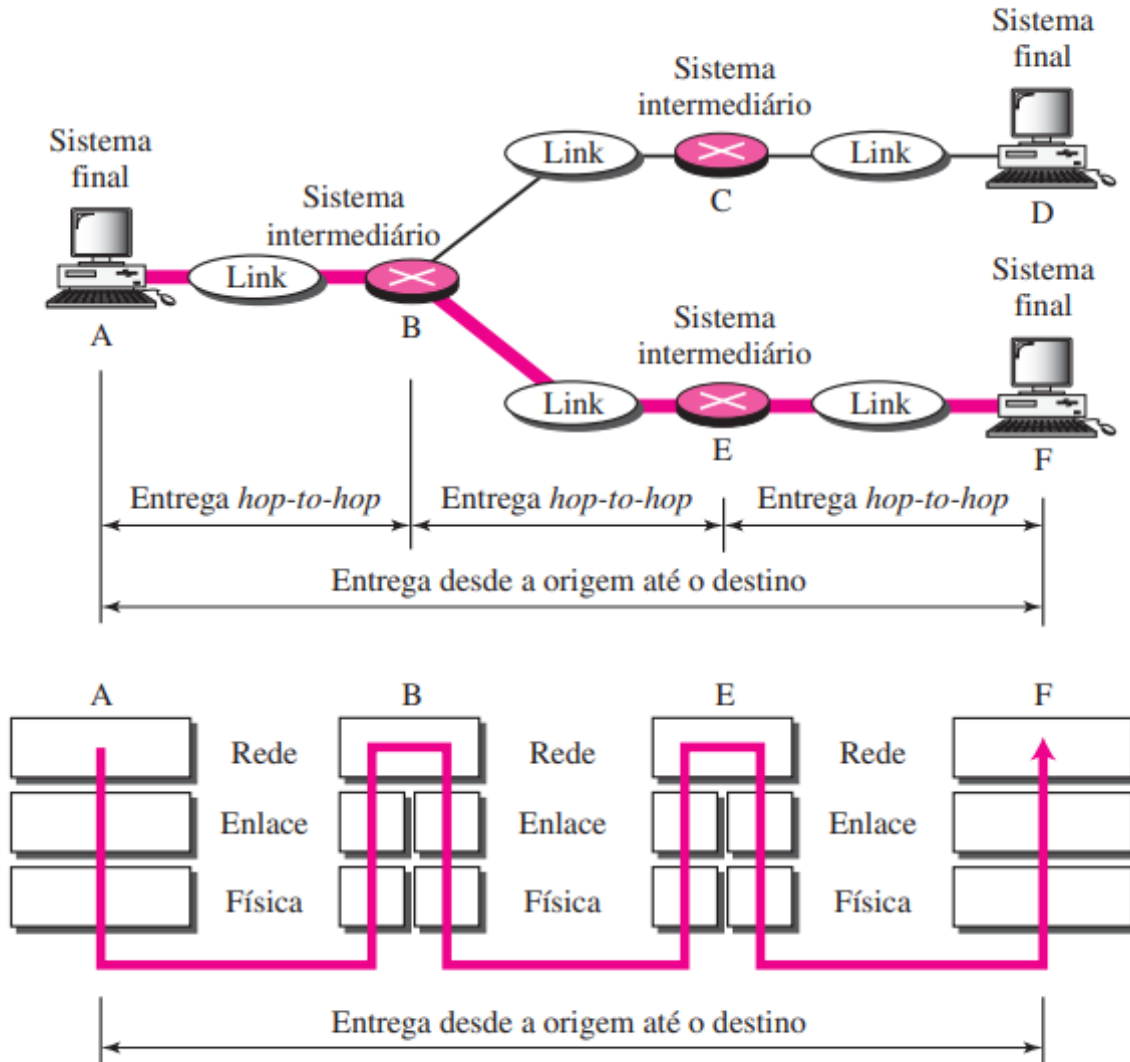 Sistema
final
Sistema
intermediário
Sistema
final
Link
Link
C
D
Sistema
intermediário
Link
A
B
Sistema
intermediário
Sistema
final
Link
Link
E
F
Entrega hop-to-hop
Entrega hop-to-hop
Entrega hop-to-hop
Entrega desde a origem até o destino
A
B
E
F
Rede
Rede
Rede
Enlace
Enlace
Enlace
Física
Física
Física
Entrega desde a origem até o destino